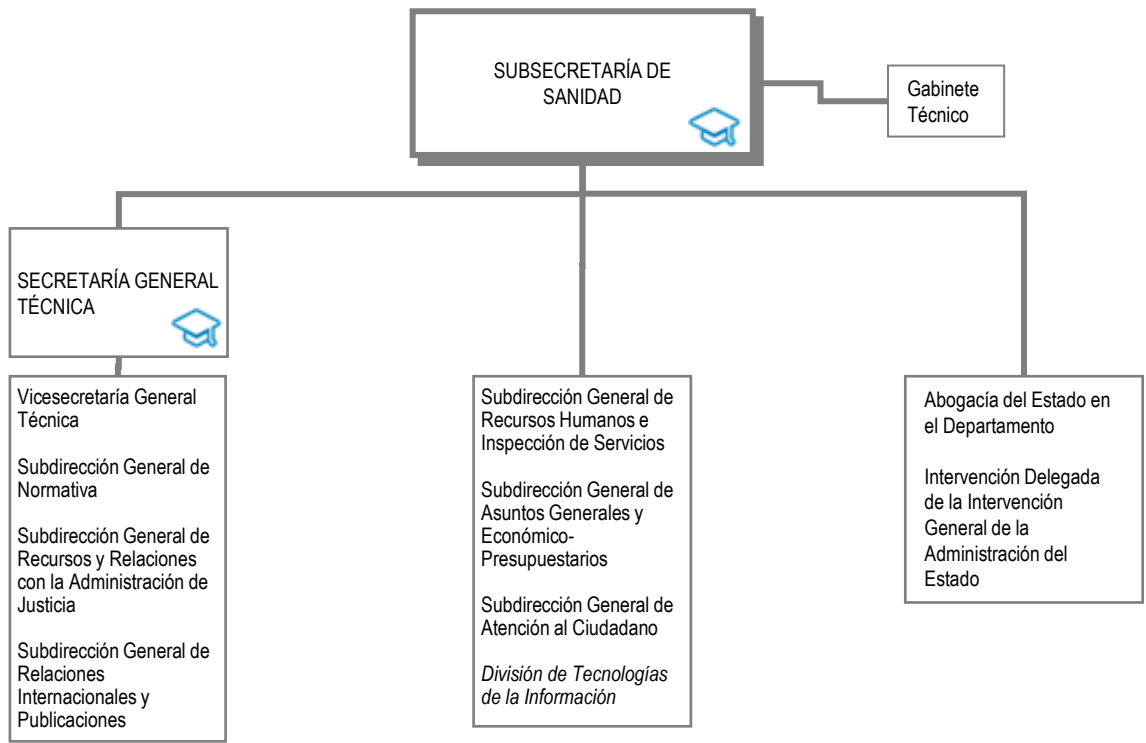 SUBSECRETARÍA DE
SANIDAD
Gabinete
Técnico
SECRETARÍA GENERAL
TÉCNICA
Vicesecretaría General
Técnica
Subdirección General de
Normativa
Subdirección General de
Recursos y Relaciones
con la Administración de
Justicia
Subdirección General de
Relaciones
Internacionales y
Publicaciones
Subdirección General de
Recursos Humanos e
Inspección de Servicios
Subdirección General de
Asuntos Generales y
Económico-
Presupuestarios
Subdirección General de
Atención al Ciudadano
División de Tecnologías
de la Información
Abogacía del Estado en
el Departamento
Intervención Delegada
de la Intervención
General de la
Administración del
Estado